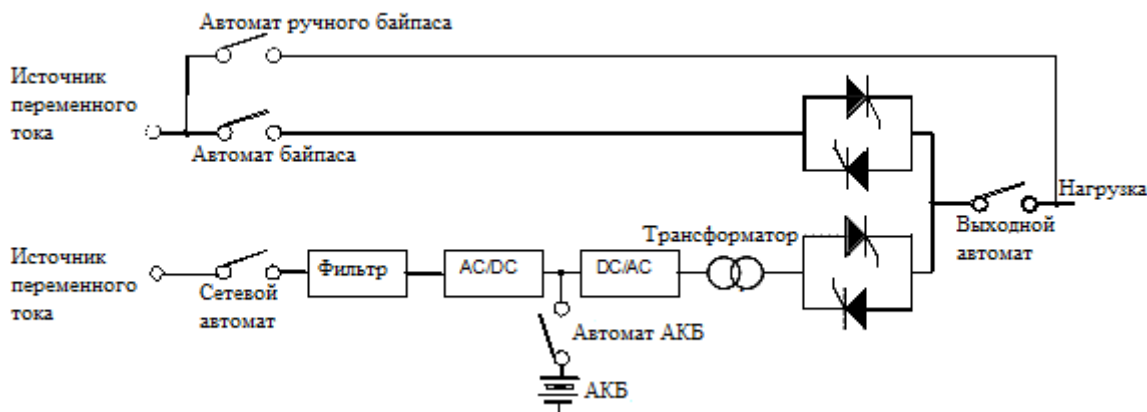 Автомат ручного байпаса
Источник
переменного
тока
Автомат байпаса
Нагрузка
Выходной
автомат
Трансформатор
Источник
переменного
тока
Сетевой
автомат
Фильтр
AC/DC
DC/AC
Автомат АКБ
АКБ